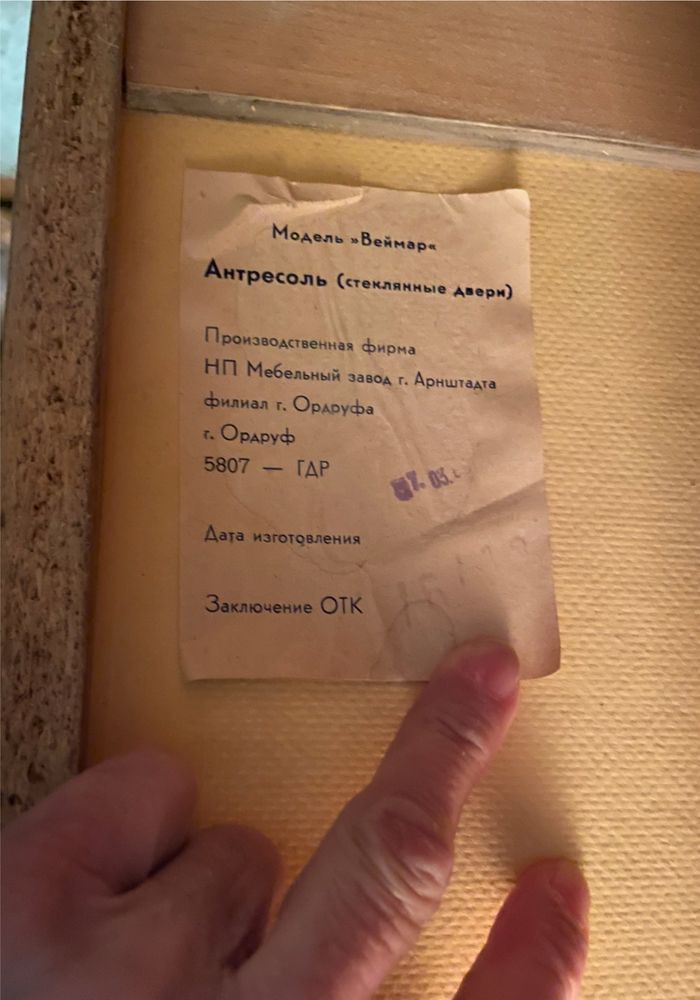 Модель »Веймар«
Антресоль (стеклянные двери)
Производственная фирма
НП Мебельный завод г. Арнштадта
филиал г. Ордруфа
г. Ордруф
5807 — ГДР
Дата изготовления
Заключение ОТК